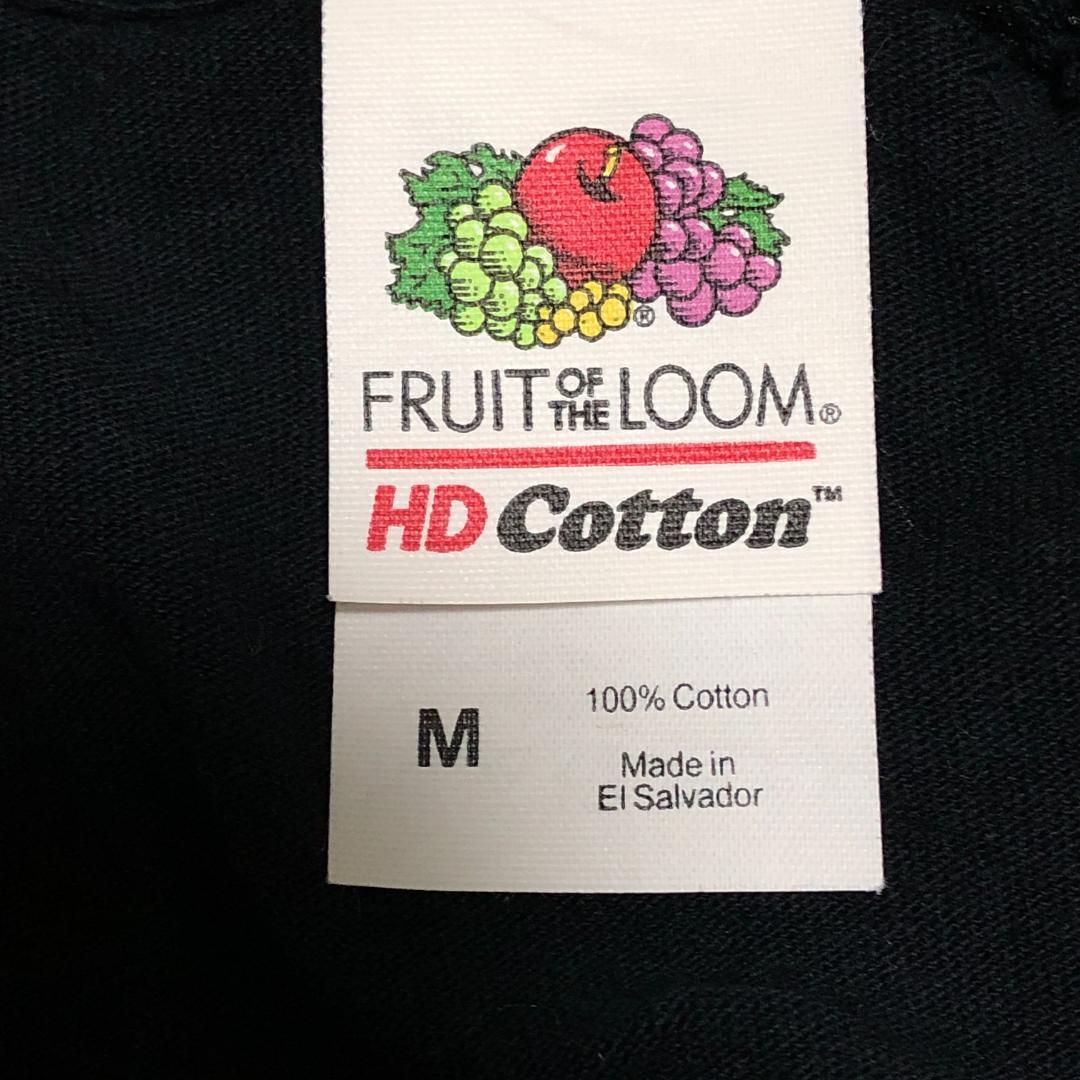 ®
FRUIT OF THE LOOM®
HD Cotton™
M
100% Cotton
Made in
El Salvador